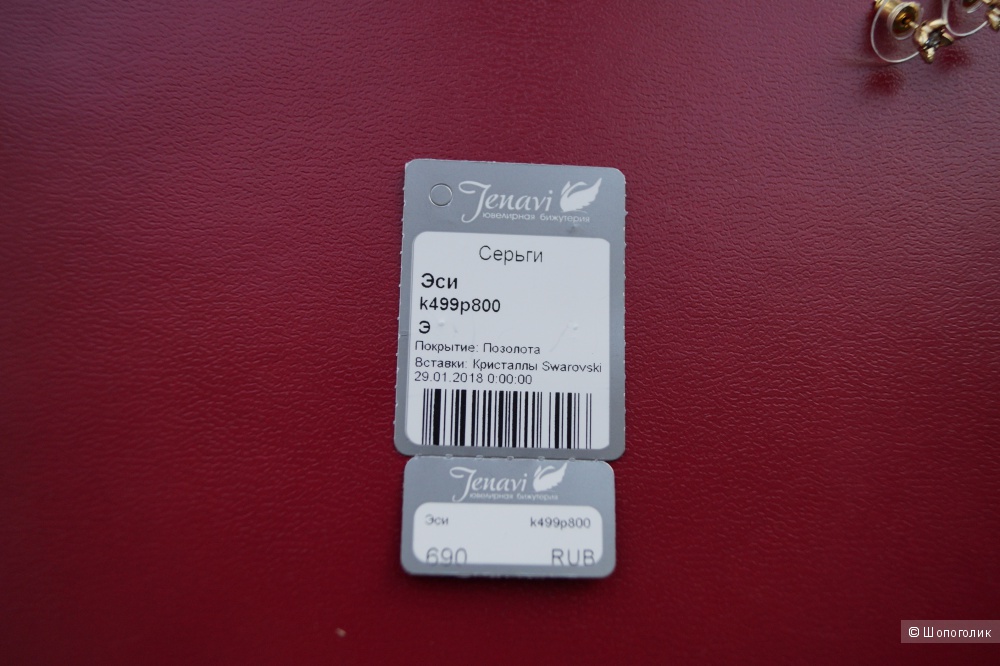 Jenavi
ювелирная бижутерия
Серьги
Эси
k499p800
Э
Покрытие: Позолота
Вставки: Кристаллы Swarovski
29.01.2018 0:00:00
Jenavi
ювелирная бижутерия
Эси k499p800
690 RUB
© Шопоголик